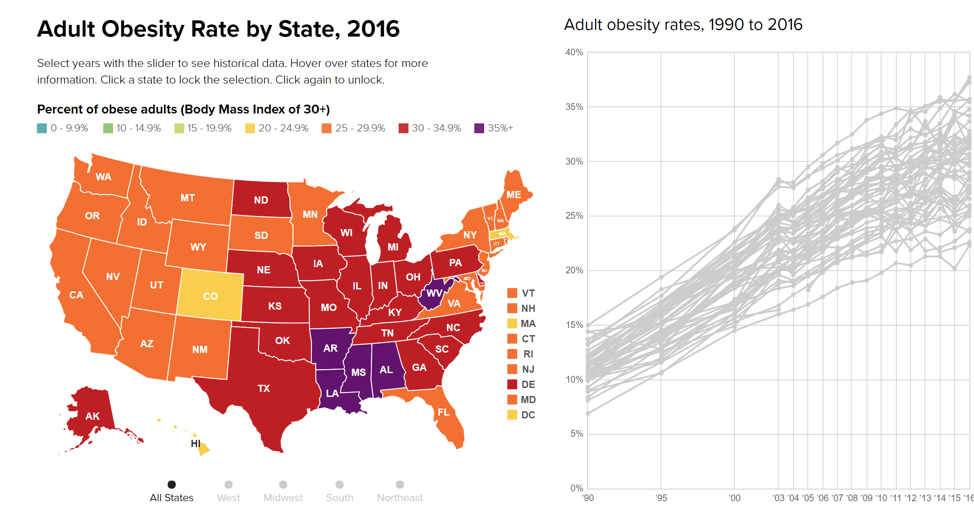 Adult Obesity Rate by State, 2016
Select years with the slider to see historical data. Hover over states for more
information. Click a state to lock the selection. Click again to unlock.
Percent of obese adults (Body Mass Index of 30+)
0 - 9.9% 10 - 14.9% 15 - 19.9% 20 - 24.9% 25 - 29.9% 30 - 34.9% 35%+
WA
MT
ND
MN
ME
OR
ID
SD
WI
MI
NY
VT
NH
MA
CT
WY
NE
IA
PA
NJ
NV
UT
CO
IL
IN
OH
WV
MD
VA
CA
KS
MO
KY
AZ
NM
OK
AR
TN
NC
SC
TX
LA
MS
AL
GA
FL
AK
HI
VT
NH
MA
CT
RI
NJ
DE
MD
DC
All States West Midwest South Northeast
Adult obesity rates, 1990 to 2016
40%
35%
30%
25%
20%
15%
10%
5%
0%
'90 '95 '00 '03 '04 '05 '06 '07 '08 '09 '10 '11 '12 '13 '14 '15 '16